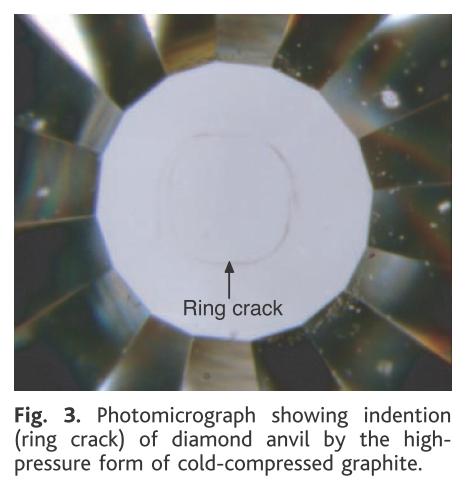 Ring crack
Fig. 3. Photomicrograph showing indention
(ring crack) of diamond anvil by the high-
pressure form of cold-compressed graphite.